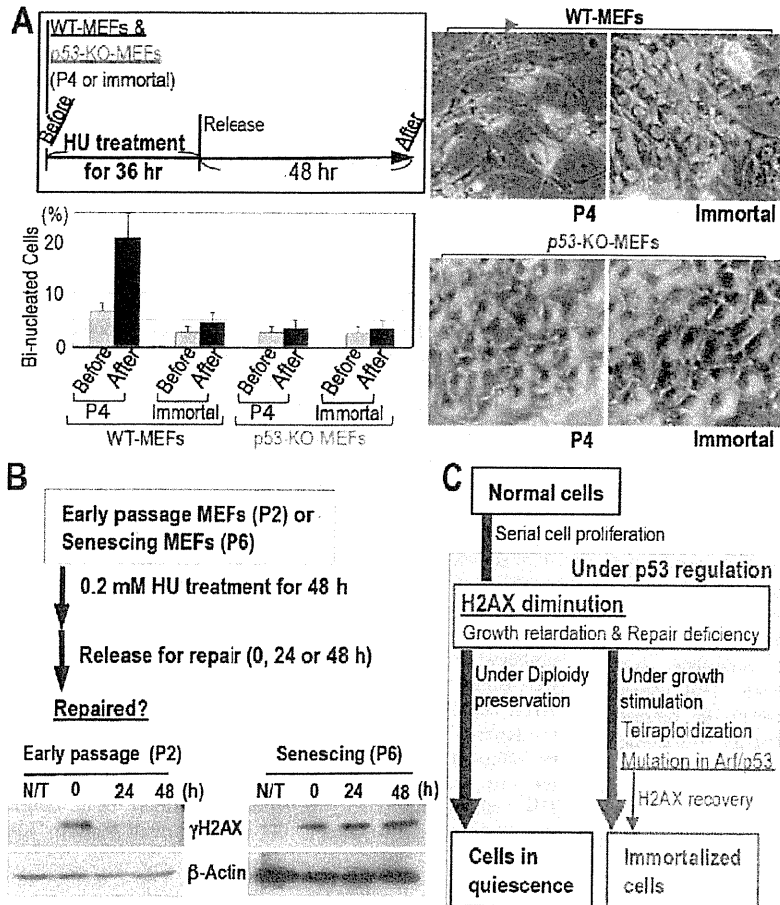 A
WT-MEFs &
p53-KO-MEFs
(P4 or immortal)
Before
Release
After
HU treatment
for 36 hr
48 hr
WT-MEFs
P4
Immortal
(%)
20
10
0
Bi-nucleated Cells
Before
After
Before
After
Before
After
Before
After
P4
Immortal
P4
Immortal
WT-MEFs
p53-KO-MEFs
p53-KO-MEFs
P4
Immortal
B
Early passage MEFs (P2) or
Senescing MEFs (P6)
0.2 mM HU treatment for 48 h
Release for repair (0, 24 or 48 h)
Repaired?
Early passage (P2)
Senescing (P6)
N/T 0 24 48 (h)
N/T 0 24 48 (h)
γH2AX
β-Actin
C
Normal cells
Serial cell proliferation
Under p53 regulation
H2AX diminution
Growth retardation & Repair deficiency
Under Diploidy
preservation
Under growth
stimulation
Tetraploidization
Mutation in Arf/p53
H2AX recovery
Cells in
quiescence
Immortalized
cells